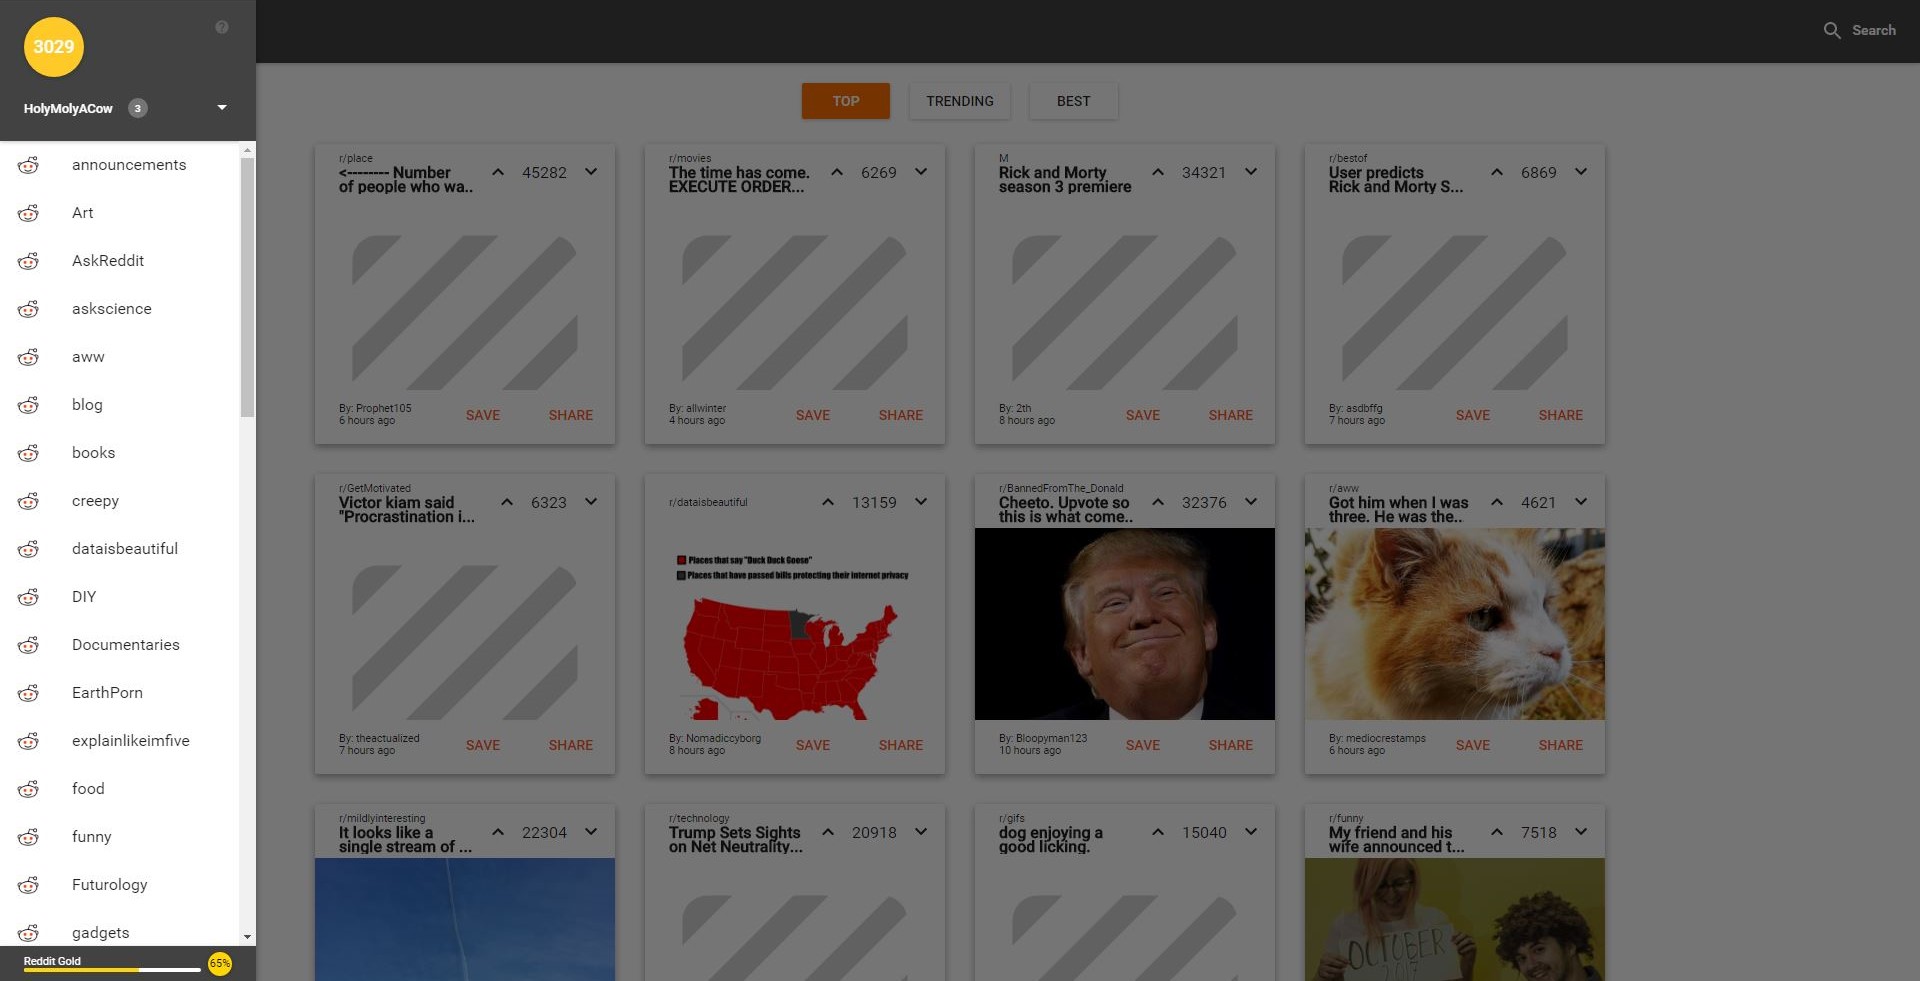 3029
HolyMolyACow 3
announcements
Art
AskReddit
askscience
aww
blog
books
creepy
dataisbeautiful
DIY
Documentaries
EarthPorn
explainlikeimfive
food
funny
Futurology
gadgets
Reddit Gold 65%
Search
TOP TRENDING BEST
r/place
<-------- Number
of people who wa..
45282
By: Prophet105
6 hours ago
SAVE SHARE
r/movies
The time has come.
EXECUTE ORDER...
6269
By: allwinter
4 hours ago
SAVE SHARE
M
Rick and Morty
season 3 premiere
34321
By: 2th
8 hours ago
SAVE SHARE
r/bestof
User predicts
Rick and Morty S...
6869
By: asdbffg
7 hours ago
SAVE SHARE
r/GetMotivated
Victor kiam said
"Procrastination i...
6323
By: theactualized
7 hours ago
SAVE SHARE
r/dataisbeautiful
13159
Places that say "Duck Duck Goose"
Places that have passed bills protecting their internet privacy
By: Nomadiccyborg
8 hours ago
SAVE SHARE
r/BannedFromThe_Donald
Cheeto. Upvote so
this is what come..
32376
By: Bloopyman123
10 hours ago
SAVE SHARE
r/aww
Got him when I was
three. He was the..
4621
By: mediocrestamps
6 hours ago
SAVE SHARE
r/mildlyinteresting
It looks like a
single stream of ...
22304
r/technology
Trump Sets Sights
on Net Neutrality...
20918
r/gifs
dog enjoying a
good licking.
15040
r/funny
My friend and his
wife announced t...
7518
OCTOBER
2017